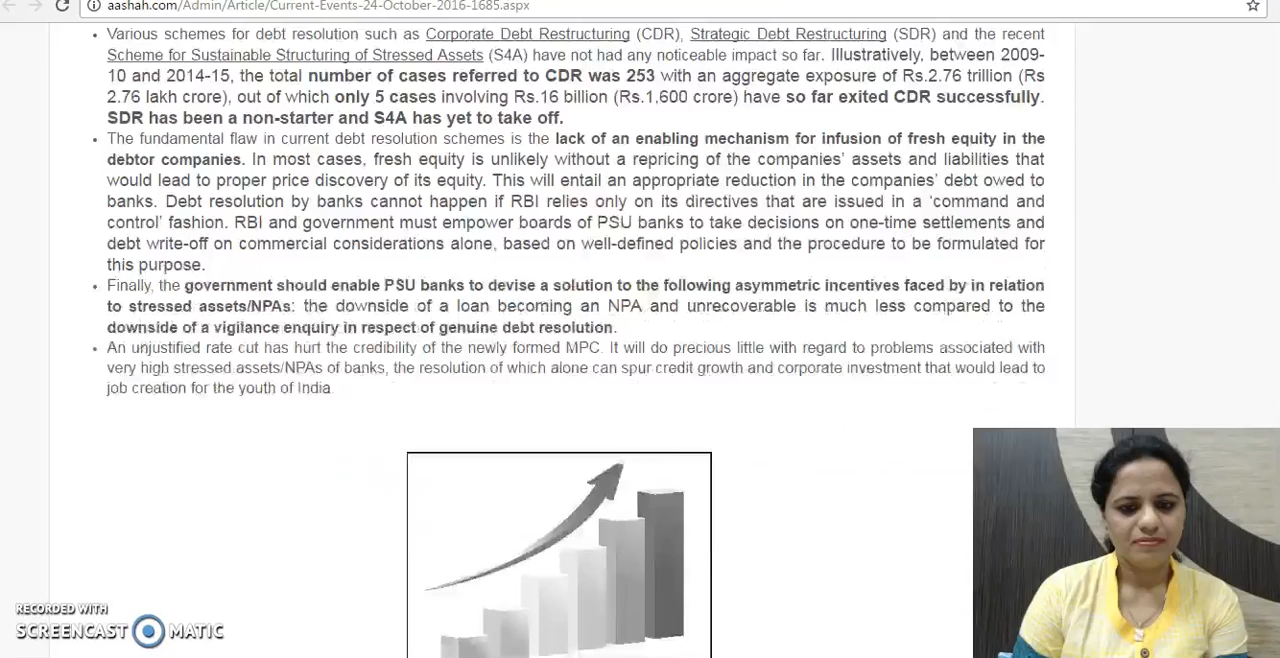 aashah.com/Admin/Article/Current-Events-24-October-2016-1685.aspx
• Various schemes for debt resolution such as Corporate Debt Restructuring (CDR), Strategic Debt Restructuring (SDR) and the recent
Scheme for Sustainable Structuring of Stressed Assets (S4A) have not had any noticeable impact so far. Illustratively, between 2009-
10 and 2014-15, the total number of cases referred to CDR was 253 with an aggregate exposure of Rs.2.76 trillion (Rs
2.76 lakh crore), out of which only 5 cases involving Rs.16 billion (Rs.1,600 crore) have so far exited CDR successfully.
SDR has been a non-starter and S4A has yet to take off.
• The fundamental flaw in current debt resolution schemes is the lack of an enabling mechanism for infusion of fresh equity in the
debtor companies. In most cases, fresh equity is unlikely without a repricing of the companies' assets and liabilities that
would lead to proper price discovery of its equity. This will entail an appropriate reduction in the companies' debt owed to
banks. Debt resolution by banks cannot happen if RBI relies only on its directives that are issued in a 'command and
control' fashion. RBI and government must empower boards of PSU banks to take decisions on one-time settlements and
debt write-off on commercial considerations alone, based on well-defined policies and the procedure to be formulated for
this purpose.
• Finally, the government should enable PSU banks to devise a solution to the following asymmetric incentives faced by in relation
to stressed assets/NPAs: the downside of a loan becoming an NPA and unrecoverable is much less compared to the
downside of a vigilance enquiry in respect of genuine debt resolution.
• An unjustified rate cut has hurt the credibility of the newly formed MPC. It will do precious little with regard to problems associated with
very high stressed assets/NPAs of banks, the resolution of which alone can spur credit growth and corporate investment that would lead to
job creation for the youth of India.
RECORDED WITH
SCREENCAST MATIC